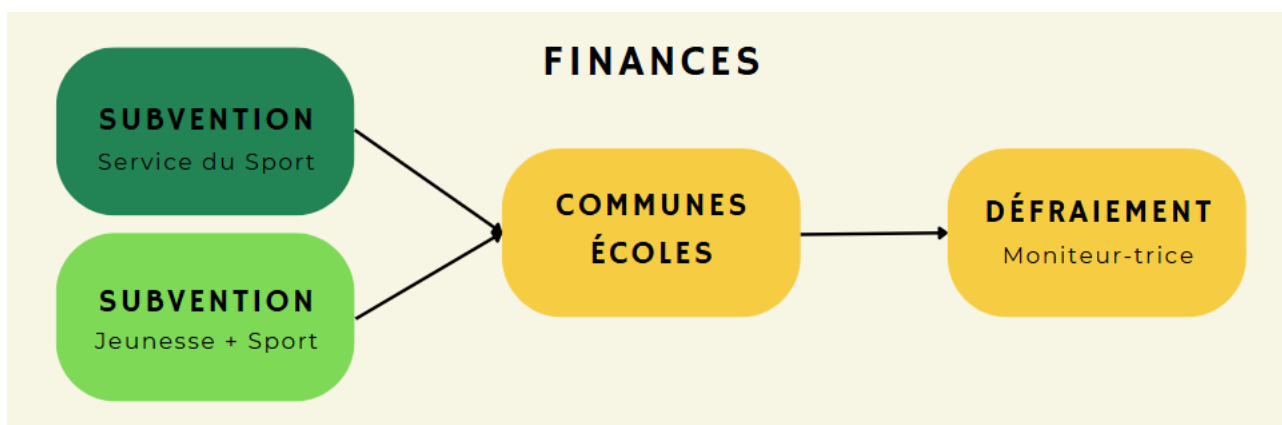 FINANCES
SUBVENTION
Service du Sport
SUBVENTION
Jeunesse + Sport
COMMUNES
ÉCOLES
DÉFRAIEMENT
Moniteur-trice